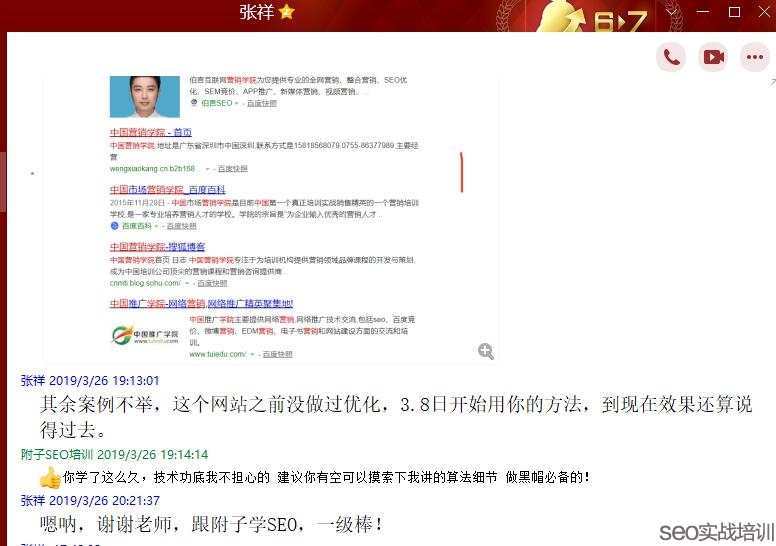 张祥
6 7
伯言互联网营销学院为您提供专业的全网营销、整合营销、SEO优
化、SEM竞价、APP推广、新媒体营销、视频营销、...
伯言SEO - 百度快照
中国营销学院 - 首页
中国营销学院,地址是广东省深圳市中国深圳,联系方式是15818568079,0755-86377989,主要经
营
wengxiaokang.cn.b2b168 - 百度快照
中国市场营销学院_百度百科
2015年11月29日 - 中国市场营销学院是目前中国第一个真正培训实战销售精英的一个营销培训
学校,是一家专业培养营销人才的学校。学院的宗旨是"为企业输入优秀的营销人才...
百度百科 - 百度快照
中国营销学院-搜狐博客
中国营销学院首页 日志 中国营销学院专注于为培训机构提供营销领域品牌课程的开发与策划,
成为中国培训公司顶尖的营销课程和营销咨询提供商...
cnmti.blog.sohu.com/ - 百度快照
中国推广学院-网络营销,网络推广精英聚集地!
中国推广学院
www.tuiedu.com
中国推广学院主要提供网络营销,网络推广技术交流,包括seo、百度竞
价、微博营销、EDM营销、电子书营销和网站建设方面的交流和培
训。
www.tuiedu.com/ - 百度快照
张祥 2019/3/26 19:13:01
其余案例不举，这个网站之前没做过优化，3.8日开始用你的方法，到现在效果还算说
得过去。
附子SEO培训 2019/3/26 19:14:14
你学了这么久，技术功底我不担心的 建议你有空可以摸索下我讲的算法细节 做黑帽必备的！
张祥 2019/3/26 20:21:37
嗯呐，谢谢老师，跟附子学SEO，一级棒！
seo实战培训